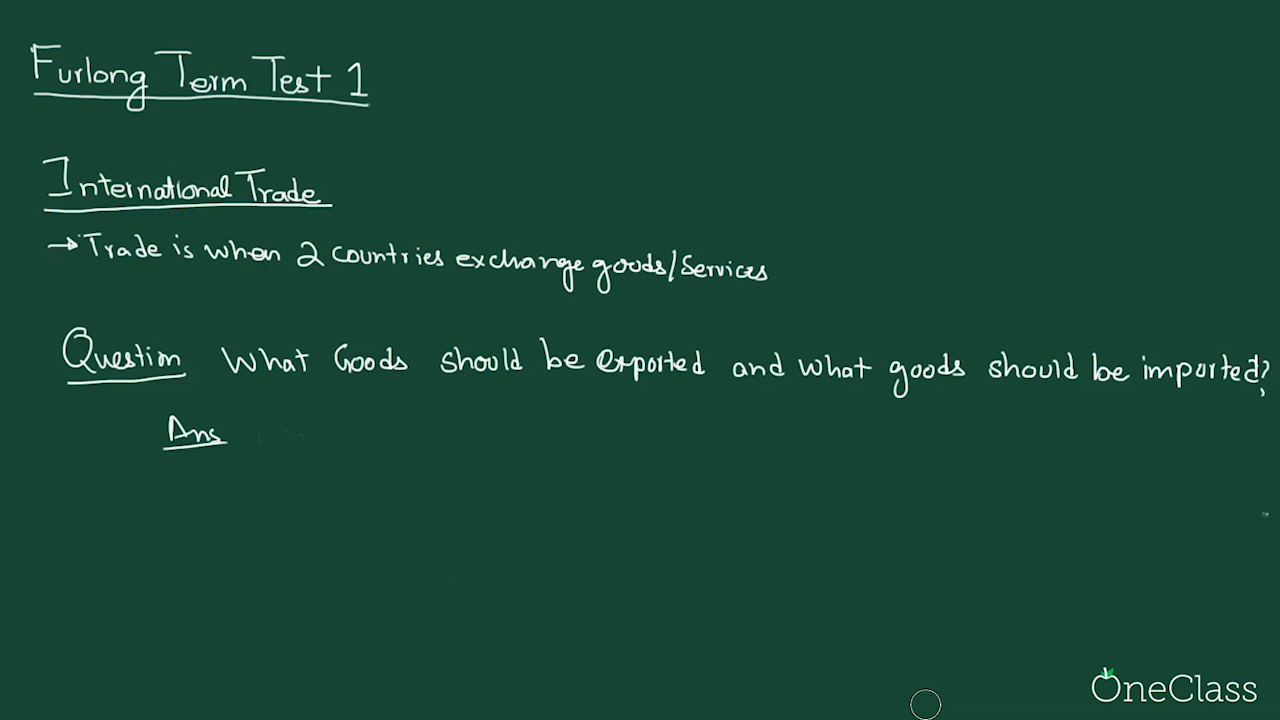 Furlong Term Test 1
International Trade
→ Trade is when 2 countries exchange goods/Services
Question What Goods should be exported and what goods should be imported?
Ans
OneClass